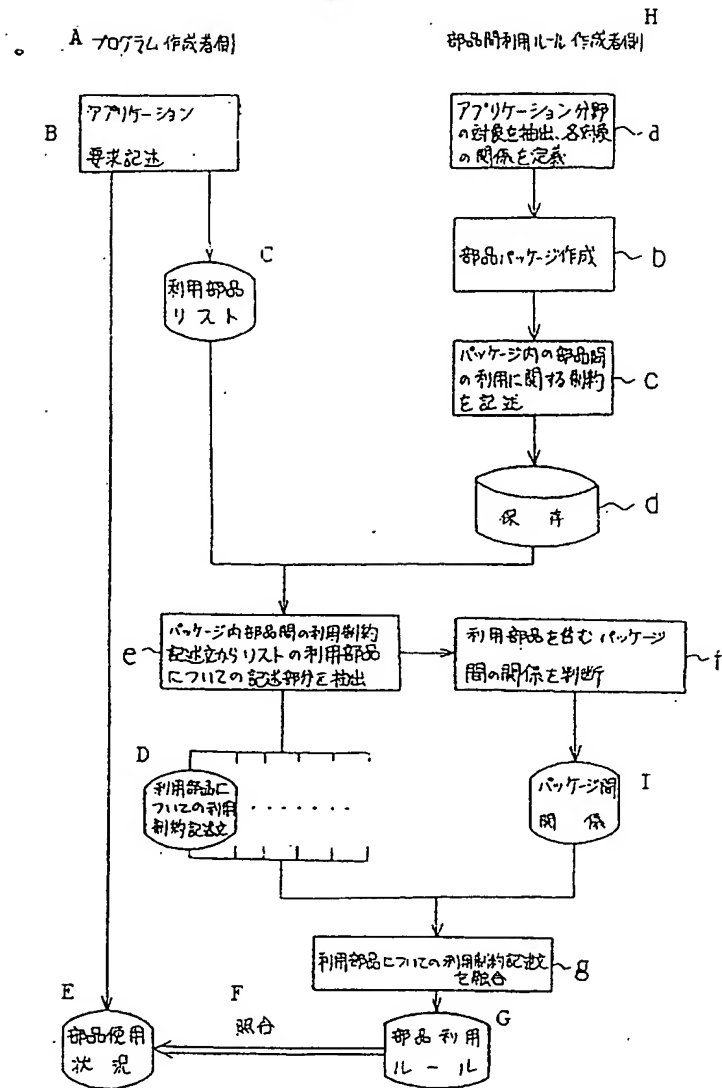 A プログラム作成者側
H
部品間利用ルール作成者側
B
アプリケーション
要求記述
アプリケーション分野
の対象を抽出、各対象
の関係を定義
a
部品パッケージ作成
b
C
利用部品
リスト
パッケージ内の部品間
の利用に関する制約
を記述
c
保存
d
e
パッケージ内部品間の利用制約
記述文からリストの利用部品
についての記述部分を抽出
利用部品を含むパッケージ
間の関係を判断
f
D
利用部品に
ついての利用
制約記述文
.......
パッケージ間
関係
I
利用部品についての利用制約記述文
を融合
g
E
部品使用
状況
F
照合
G
部品利用
ルール